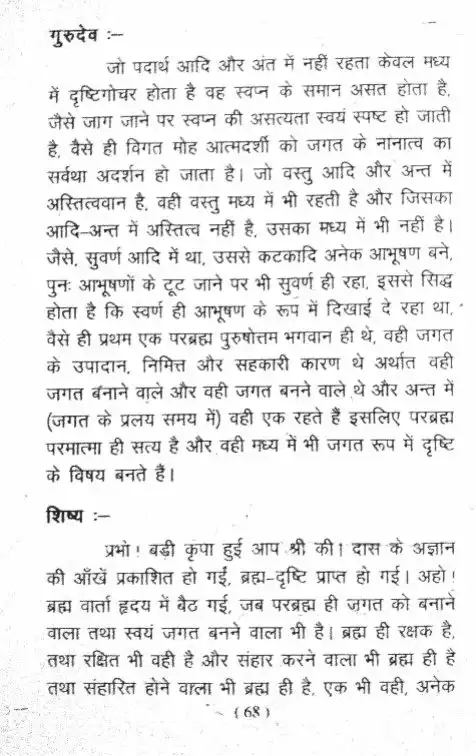 गुरुदेव :–
जो पदार्थ आदि और अंत में नहीं रहता केवल मध्य
में दृष्टिगोचर होता है वह स्वप्न के समान असत होता है,
जैसे जाग जाने पर स्वप्न की असत्यता स्वयं स्पष्ट हो जाती
है, वैसे ही विगत मोह आत्मदर्शी को जगत के नानात्व का
सर्वथा अदर्शन हो जाता है। जो वस्तु आदि और अन्त में
अस्तित्ववान है, वही वस्तु मध्य में भी रहती है और जिसका
आदि–अन्त में अस्तित्व नहीं है, उसका मध्य में भी नहीं है।
जैसे, सुवर्ण आदि में था, उससे कटकादि अनेक आभूषण बने,
पुनः आभूषणों के टूट जाने पर भी सुवर्ण ही रहा, इससे सिद्ध
होता है कि स्वर्ण ही आभूषण के रूप में दिखाई दे रहा था,
वैसे ही प्रथम एक परब्रह्म पुरुषोत्तम भगवान ही थे, वही जगत
के उपादान, निमित्त और सहकारी कारण थे अर्थात वही
जगत बनाने वाले और वही जगत बनने वाले थे और अन्त में
(जगत के प्रलय समय में) वही एक रहते हैं इसलिए परब्रह्म
परमात्मा ही सत्य है और वही मध्य में भी जगत रूप में दृष्टि
के विषय बनते हैं।
शिष्य :–
प्रभो! बड़ी कृपा हुई आप श्री की। दास के अज्ञान
की आँखें प्रकाशित हो गईं, ब्रह्म–दृष्टि प्राप्त हो गई। अहो!
ब्रह्म वार्ता हृदय में बैठ गई, जब परब्रह्म ही जगत को बनाने
वाला तथा स्वयं जगत बनने वाला भी है। ब्रह्म ही रक्षक है,
तथा रक्षित भी वही है और संहार करने वाला भी ब्रह्म ही है
तथा संहारित होने वाला भी ब्रह्म ही है, एक भी वही, अनेक
(68)